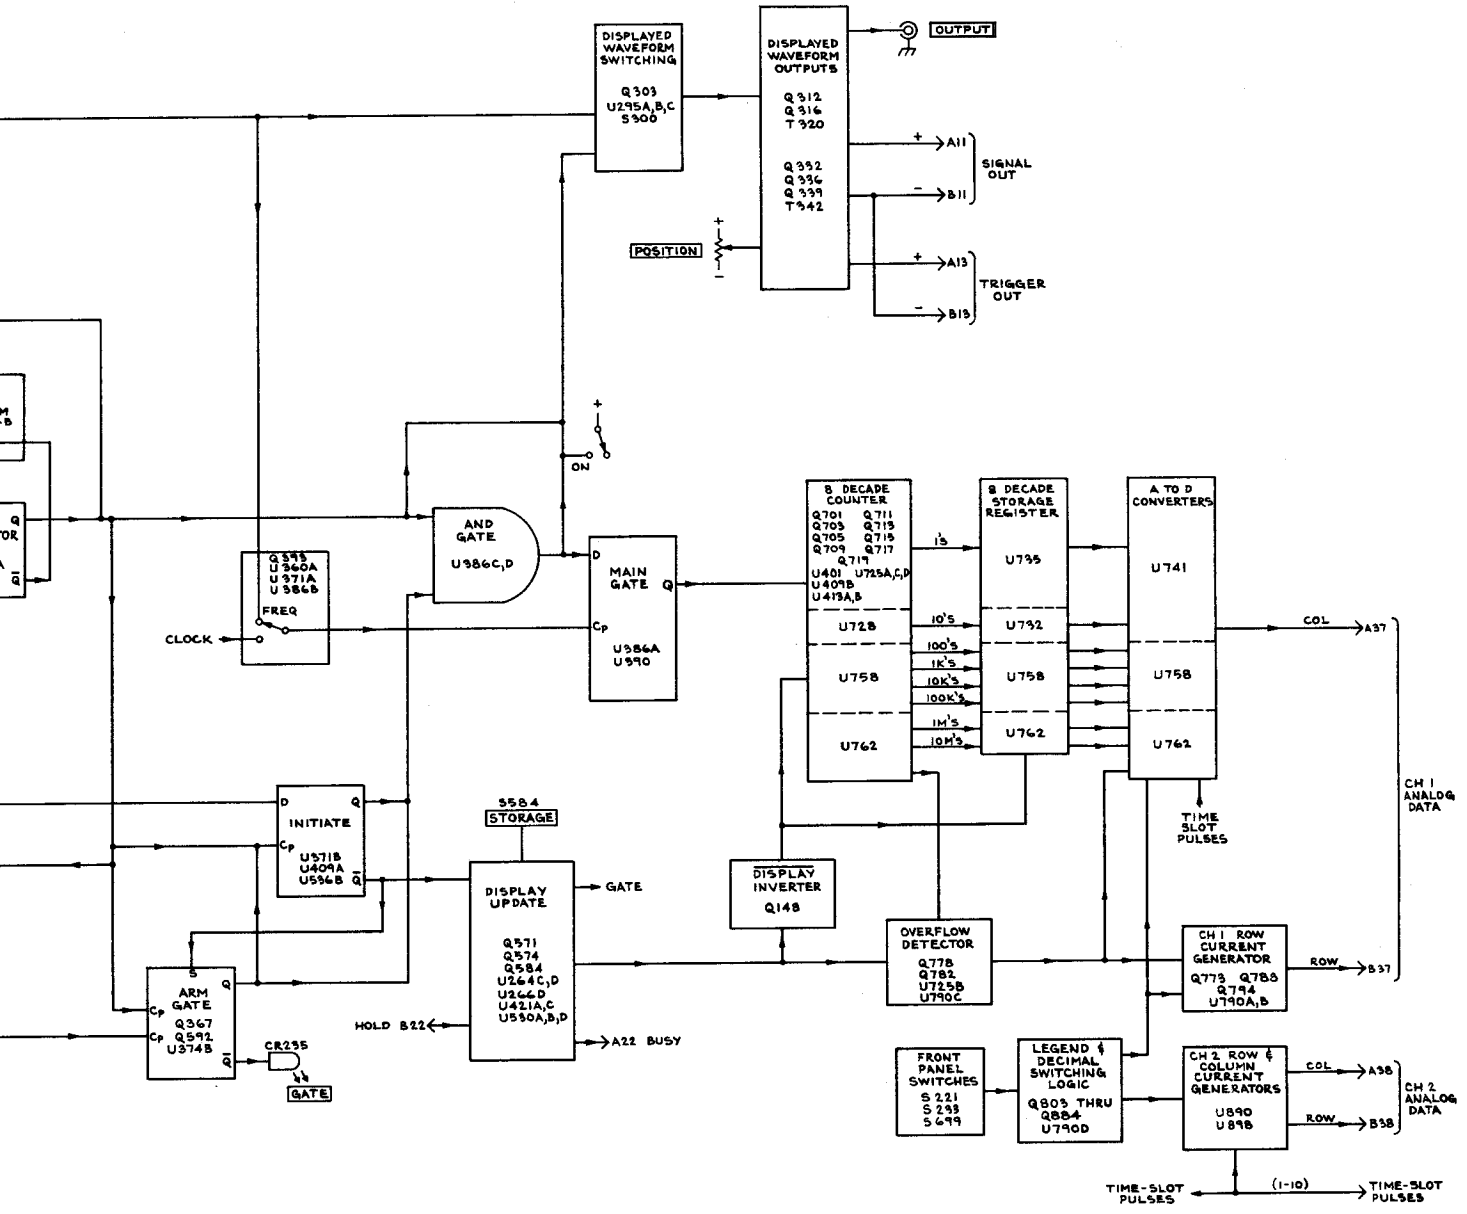 DISPLAYED
WAVEFORM
SWITCHING
Q303
U295A,B,C
S300
DISPLAYED
WAVEFORM
OUTPUTS
Q312
Q316
T320
Q332
Q336
Q339
T342
OUTPUT
+
A11
-
B11
SIGNAL
OUT
POSITION
+
-
+
A13
-
B13
TRIGGER
OUT
M
B
Q
TOR
A
Q̅
+
ON
AND
GATE
U386C,D
Q393
U360A
U371A
U386B
FREQ
CLOCK
D
MAIN
GATE
Q
Cp
U386A
U390
8 DECADE
COUNTER
Q701 Q711
Q703 Q713
Q705 Q715
Q709 Q717
Q719
U401 U725A,C,D
U409B
U413A,B
U728
U758
U762
1'S
10'S
100'S
1K'S
10K'S
100K'S
1M'S
10M'S
8 DECADE
STORAGE
REGISTER
U735
U732
U758
U762
A TO D
CONVERTERS
U741
U758
U762
COL
A37
TIME
SLOT
PULSES
CH 1
ANALOG
DATA
D
Q
INITIATE
Cp
U371B
U409A
U536B
Q̅
S584
STORAGE
DISPLAY
UPDATE
Q571
Q574
Q584
U264C,D
U266D
U421A,C
U530A,B,D
GATE
HOLD B22
A22 BUSY
DISPLAY
INVERTER
Q148
OVERFLOW
DETECTOR
Q778
Q782
U725B
U790C
CH 1 ROW
CURRENT
GENERATOR
Q773 Q788
Q794
U790A,B
ROW
B37
S
ARM
GATE
Q
Cp
Q367
Q592
U374B
Cp
Q̅
CR235
GATE
FRONT
PANEL
SWITCHES
S221
S233
S699
LEGEND &
DECIMAL
SWITCHING
LOGIC
Q803 THRU
Q884
U790D
CH 2 ROW &
COLUMN
CURRENT
GENERATORS
U890
U898
COL
A38
ROW
B38
CH 2
ANALOG
DATA
TIME-SLOT
PULSES
(1-10)
TIME-SLOT
PULSES